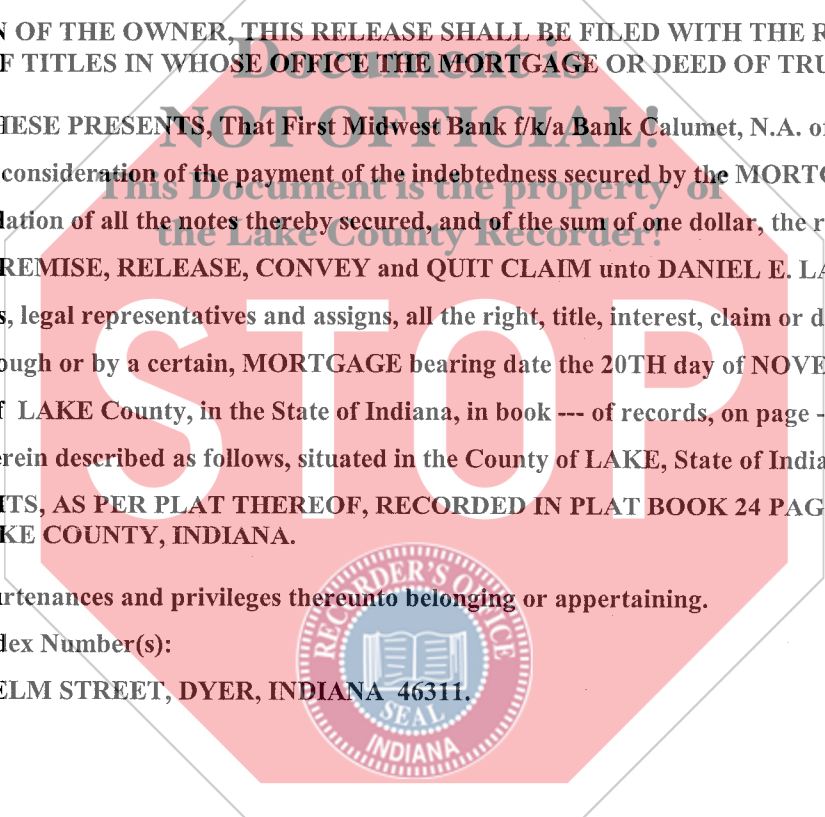 N OF THE OWNER, THIS RELEASE SHALL BE FILED WITH THE R
F TITLES IN WHOSE OFFICE THE MORTGAGE OR DEED OF TRU
Document is
HESE PRESENTS, That First Midwest Bank f/k/a Bank Calumet, N.A. of
NOT OFFICIAL!
consideration of the payment of the indebtedness secured by the MORTG
This Document is the property of
lation of all the notes thereby secured, and of the sum of one dollar, the r
the Lake County Recorder!
REMISE, RELEASE, CONVEY and QUIT CLAIM unto DANIEL E. LA
s, legal representatives and assigns, all the right, title, interest, claim or d
ough or by a certain, MORTGAGE bearing date the 20TH day of NOVE
f LAKE County, in the State of Indiana, in book --- of records, on page -
STOP
erein described as follows, situated in the County of LAKE, State of India
ITS, AS PER PLAT THEREOF, RECORDED IN PLAT BOOK 24 PAG
KE COUNTY, INDIANA.
rtenances and privileges thereunto belonging or appertaining.
dex Number(s):
ELM STREET, DYER, INDIANA 46311.
RECORDER'S OFFICE
SEAL
INDIANA